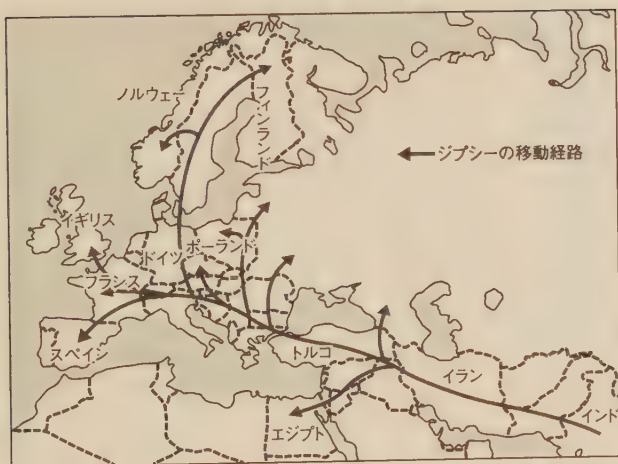 ノルウェー
フィンランド
←ジプシーの移動経路
イギリス
ドイツ
ポーランド
フランス
スペイン
トルコ
イラン
インド
エジプト